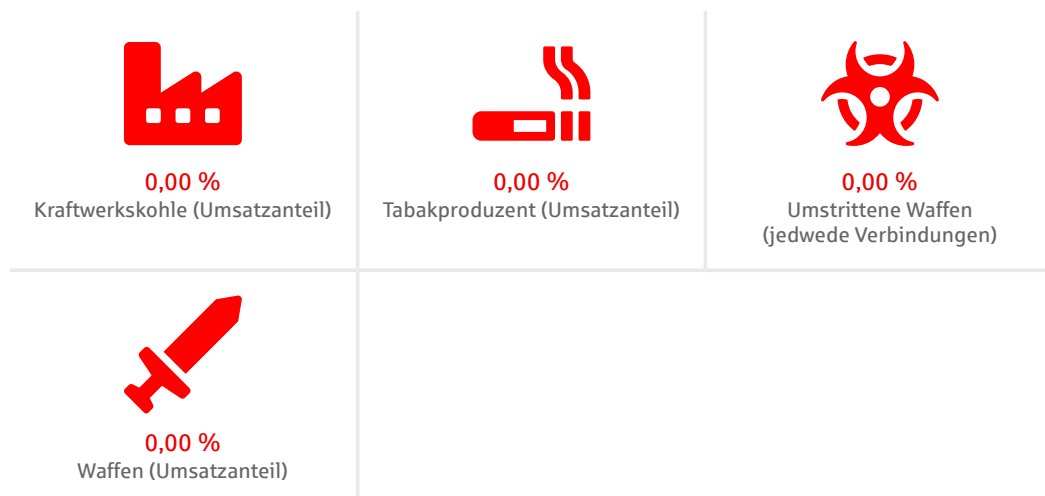 0,00 %
Kraftwerkskohle (Umsatzanteil)
0,00 %
Tabakproduzent (Umsatzanteil)
0,00 %
Umstrittene Waffen
(jedwede Verbindungen)
0,00 %
Waffen (Umsatzanteil)